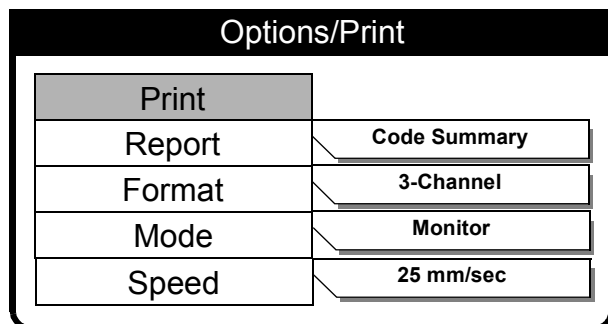 Options/Print
Print
Report Code Summary
Format 3-Channel
Mode Monitor
Speed 25 mm/sec